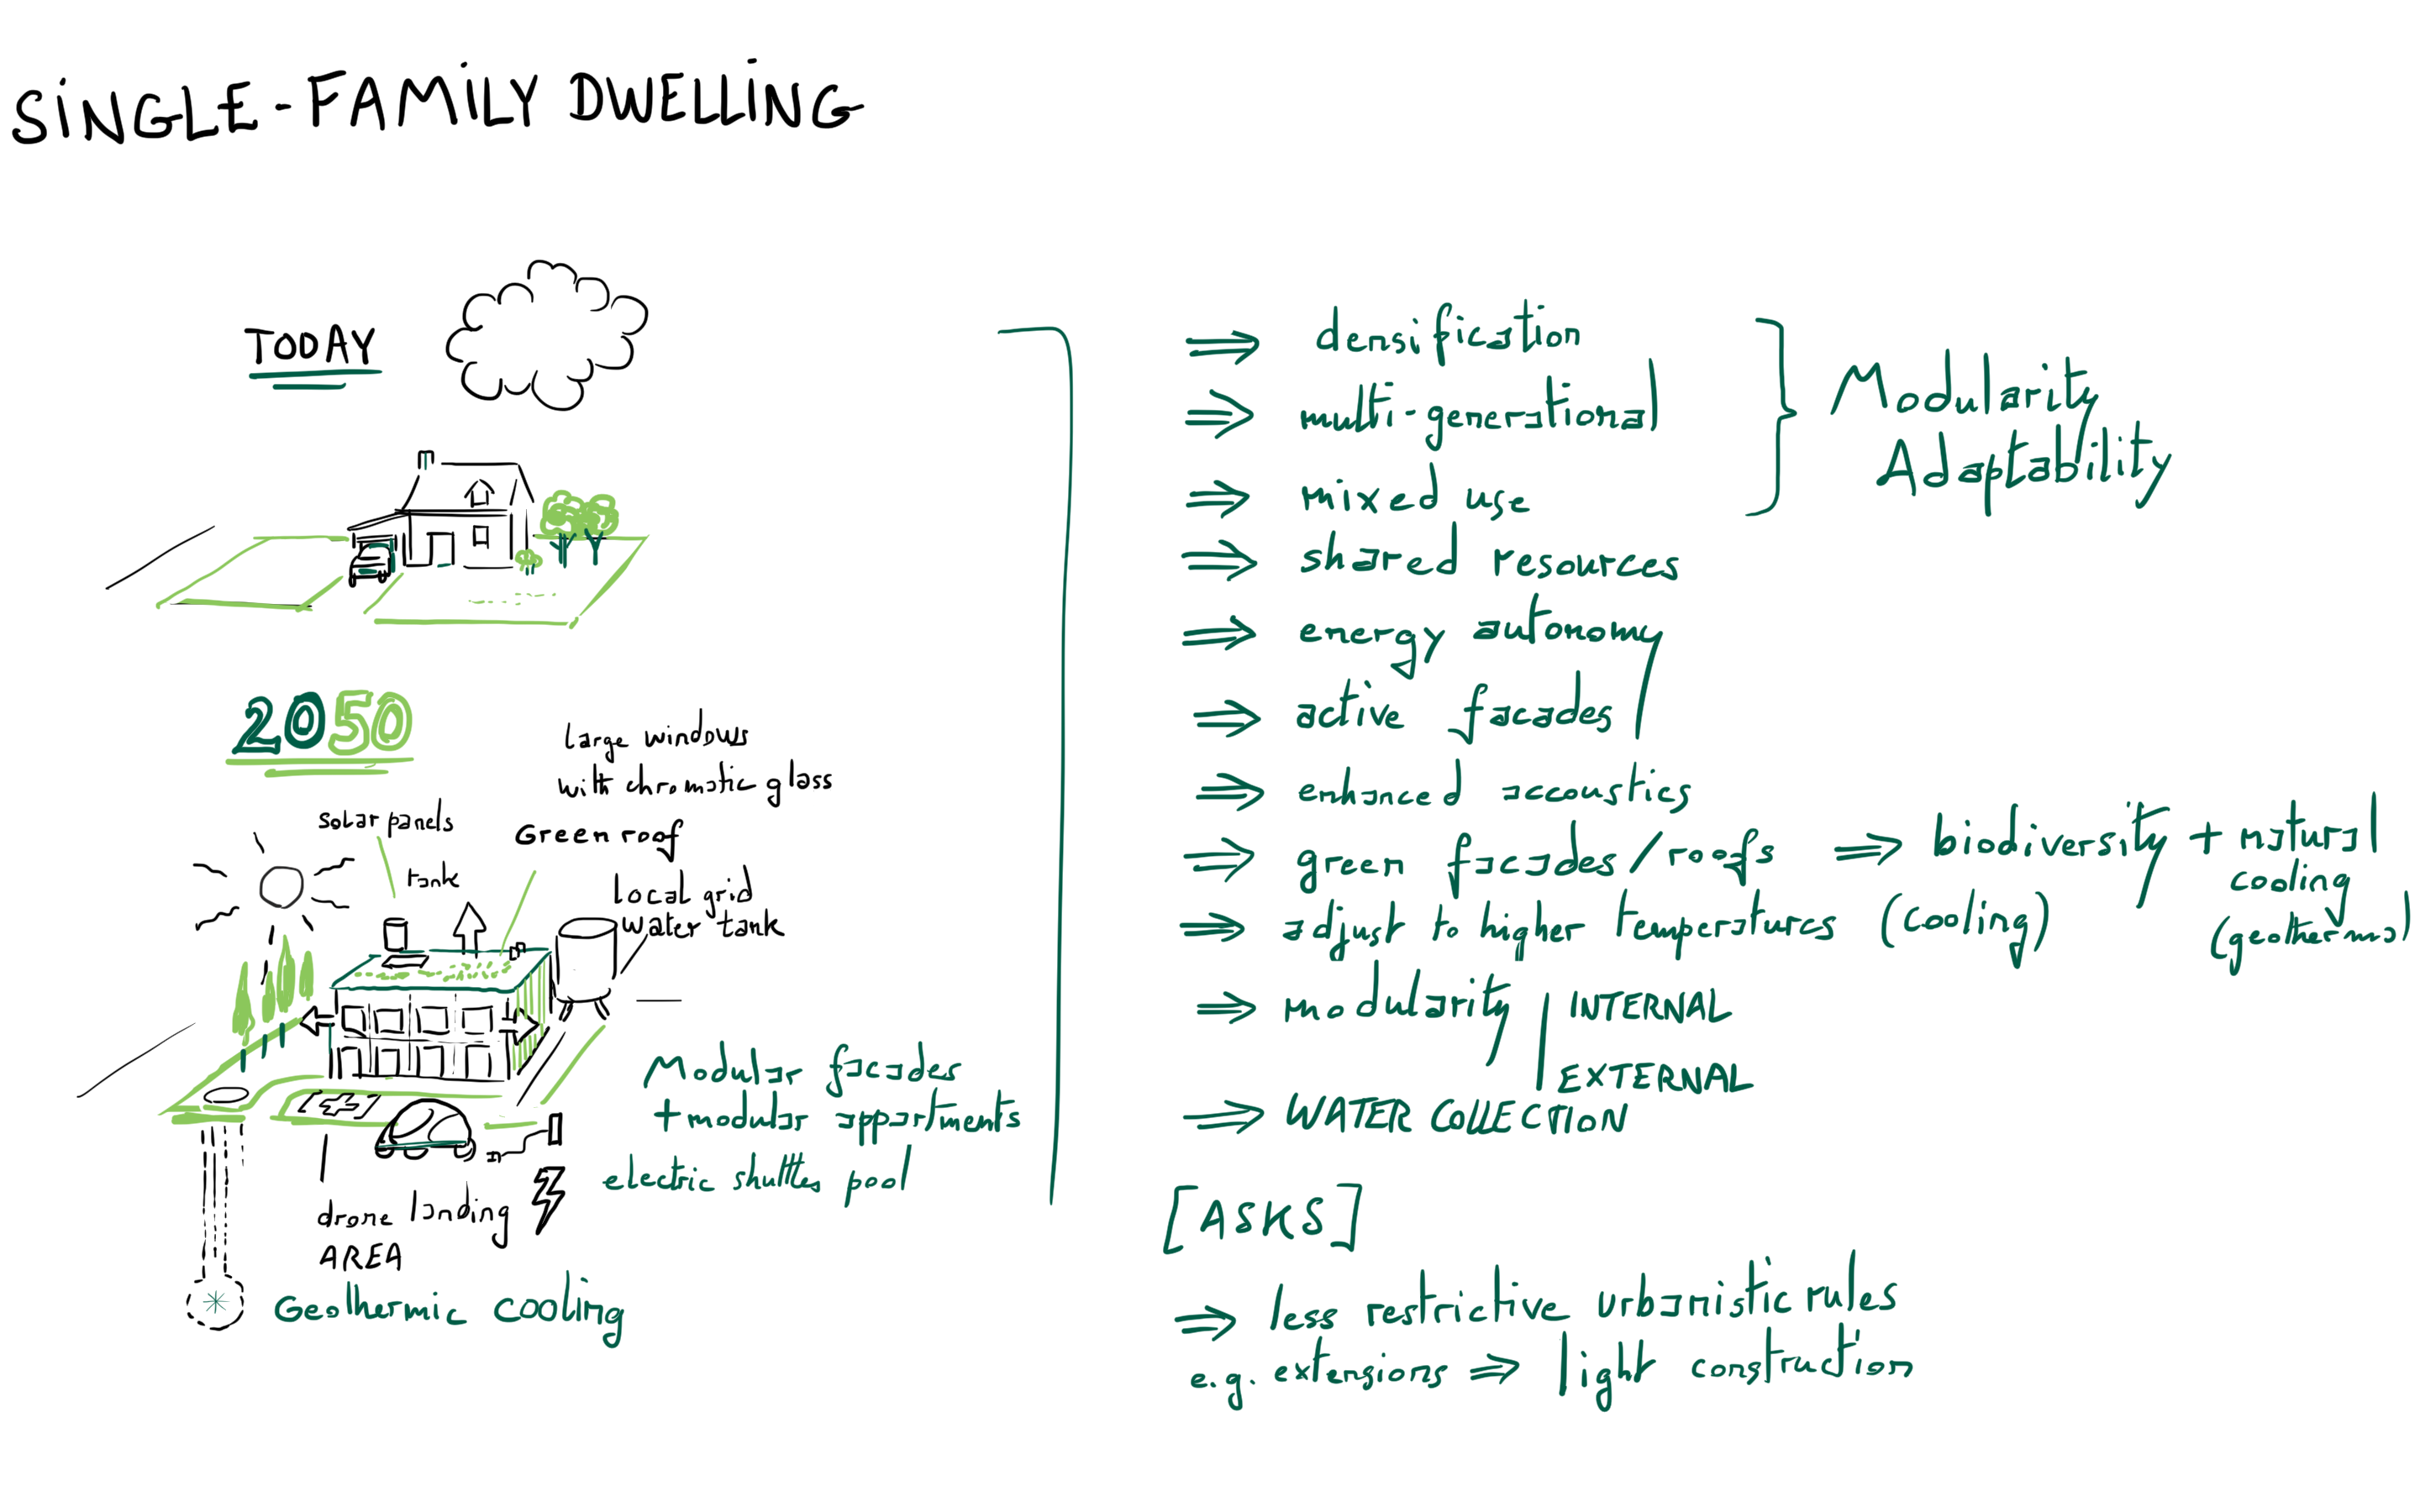 SINGLE-FAMILY DWELLING
TODAY
2050
large windows
with chromatic glass
solar panels
tank
Green roof
local grid
water tank
Modular facades
+ modular appartments
electric shuttles pool
drone landing
AREA
Geothermic cooling
⇒ densification
⇒ multi-generational
⇒ mixed use
Modularity
Adaptability
⇒ shared resources
⇒ energy autonomy
⇒ active facades
⇒ enhanced accoustics
⇒ green facades/roofs ⇒ biodiversity + natural
cooling
(geotherma)
⇒ adjust to higher temperatures (cooling)
⇒ modularity | INTERNAL
EXTERNAL
⇒ WATER COLLECTION
[ASKS]
⇒ less restrictive urbanistic rules
e.g. extensions ⇒ light construction